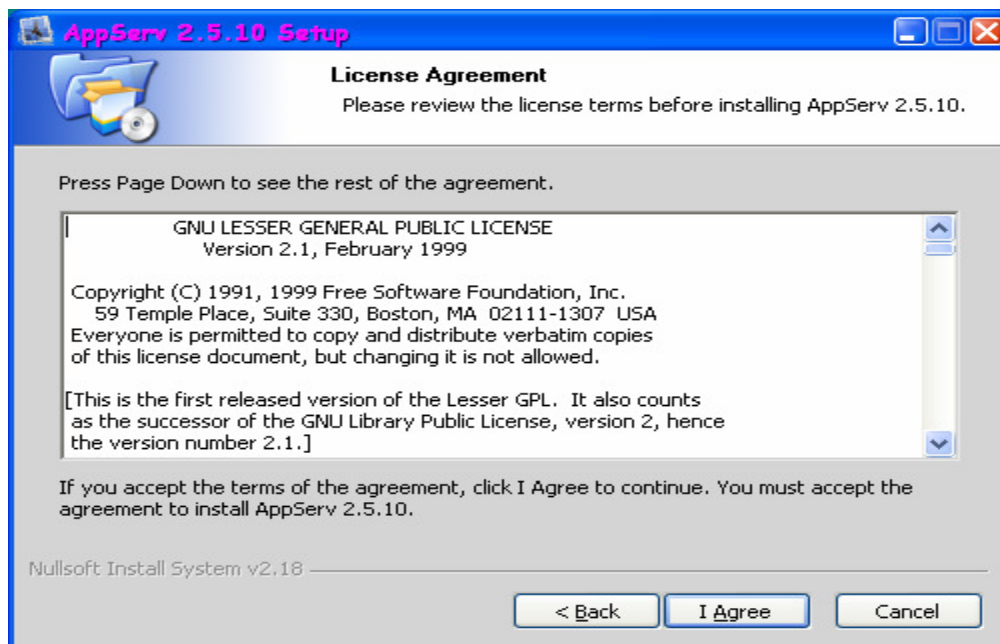 AppServ 2.5.10 Setup
License Agreement
Please review the license terms before installing AppServ 2.5.10.
Press Page Down to see the rest of the agreement.
GNU LESSER GENERAL PUBLIC LICENSE
Version 2.1, February 1999
Copyright (C) 1991, 1999 Free Software Foundation, Inc.
59 Temple Place, Suite 330, Boston, MA 02111-1307 USA
Everyone is permitted to copy and distribute verbatim copies
of this license document, but changing it is not allowed.
[This is the first released version of the Lesser GPL. It also counts
as the successor of the GNU Library Public License, version 2, hence
the version number 2.1.]
If you accept the terms of the agreement, click I Agree to continue. You must accept the
agreement to install AppServ 2.5.10.
Nullsoft Install System v2.18
< Back
I Agree
Cancel